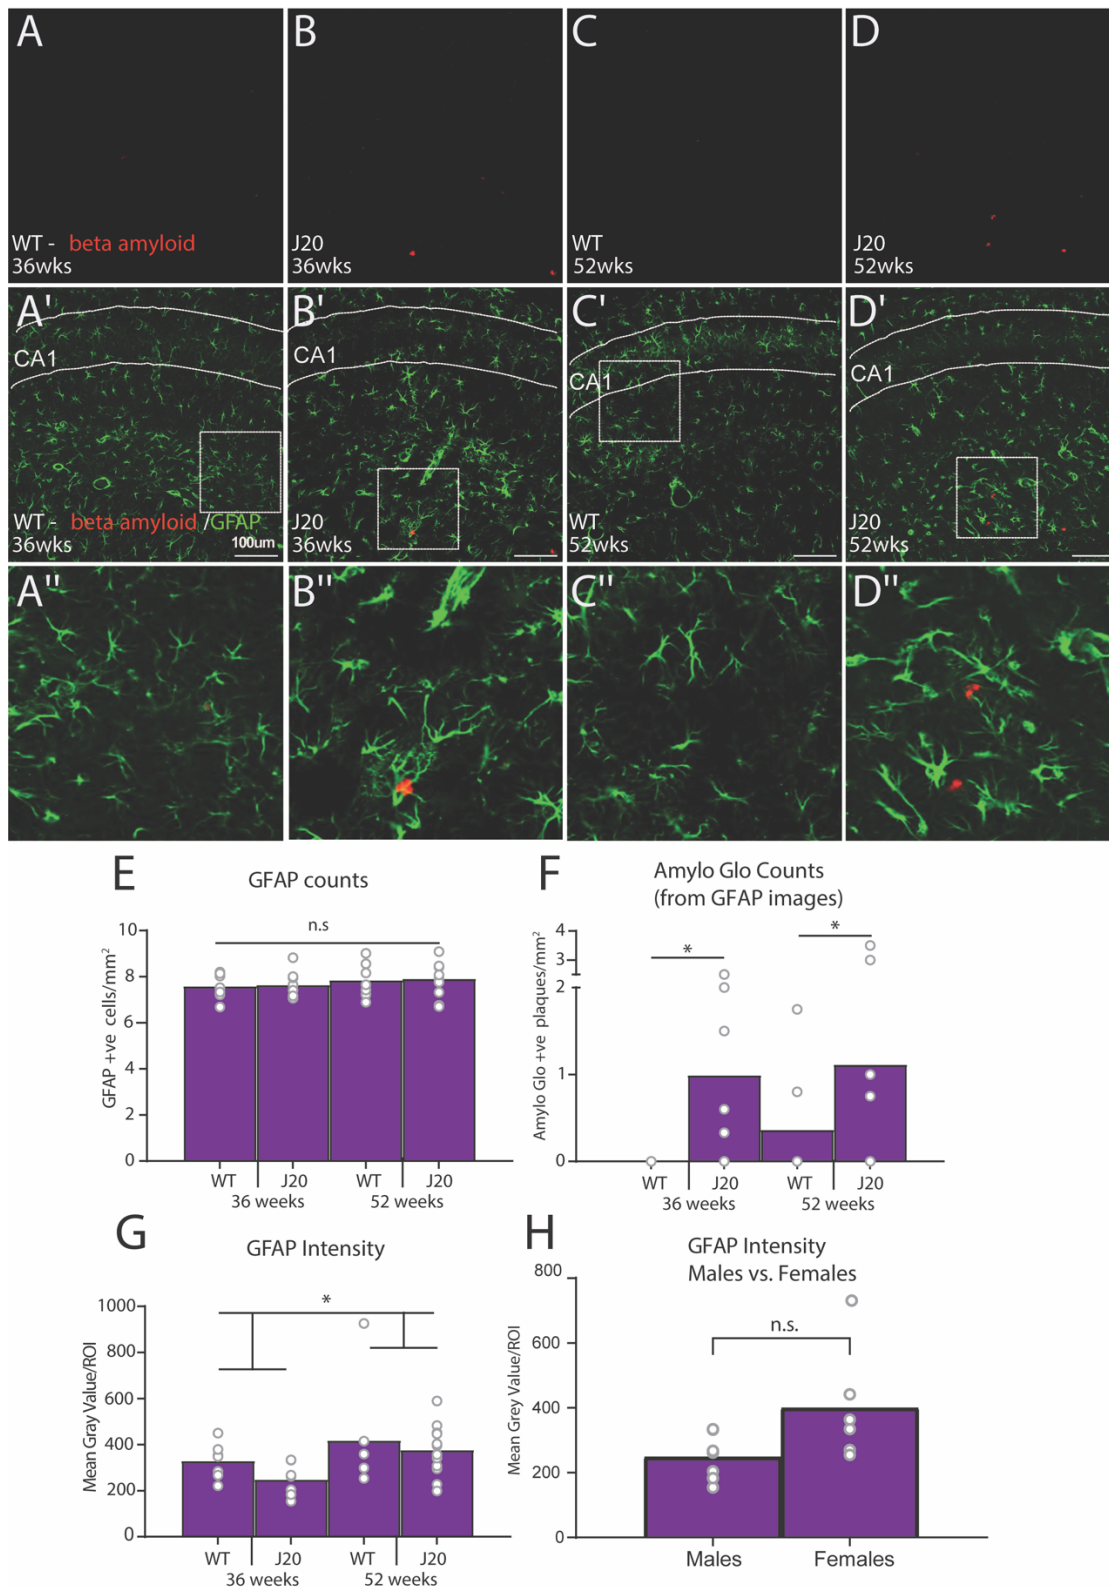 A
WT - beta amyloid
36wks
B
J20
36wks
C
WT
52wks
D
J20
52wks
A'
CA1
WT - beta amyloid /GFAP
36wks
100um
B'
CA1
J20
36wks
C'
CA1
WT
52wks
D'
CA1
J20
52wks
A"
B"
C"
D"
E
GFAP counts
n.s
GFAP +ve cells/mm²
10
8
6
4
2
0
WT
J20
WT
J20
36 weeks
52 weeks
F
Amylo Glo Counts
(from GFAP images)
*
*
Amylo Glo +ve plaques/mm²
4
3
2
1
0
WT
J20
WT
J20
36 weeks
52 weeks
G
GFAP Intensity
*
Mean Gray Value/ROI
1000
800
600
400
200
0
WT
J20
WT
J20
36 weeks
52 weeks
H
GFAP Intensity
Males vs. Females
n.s.
Mean Grey Value/ROI
800
600
400
200
0
Males
Females